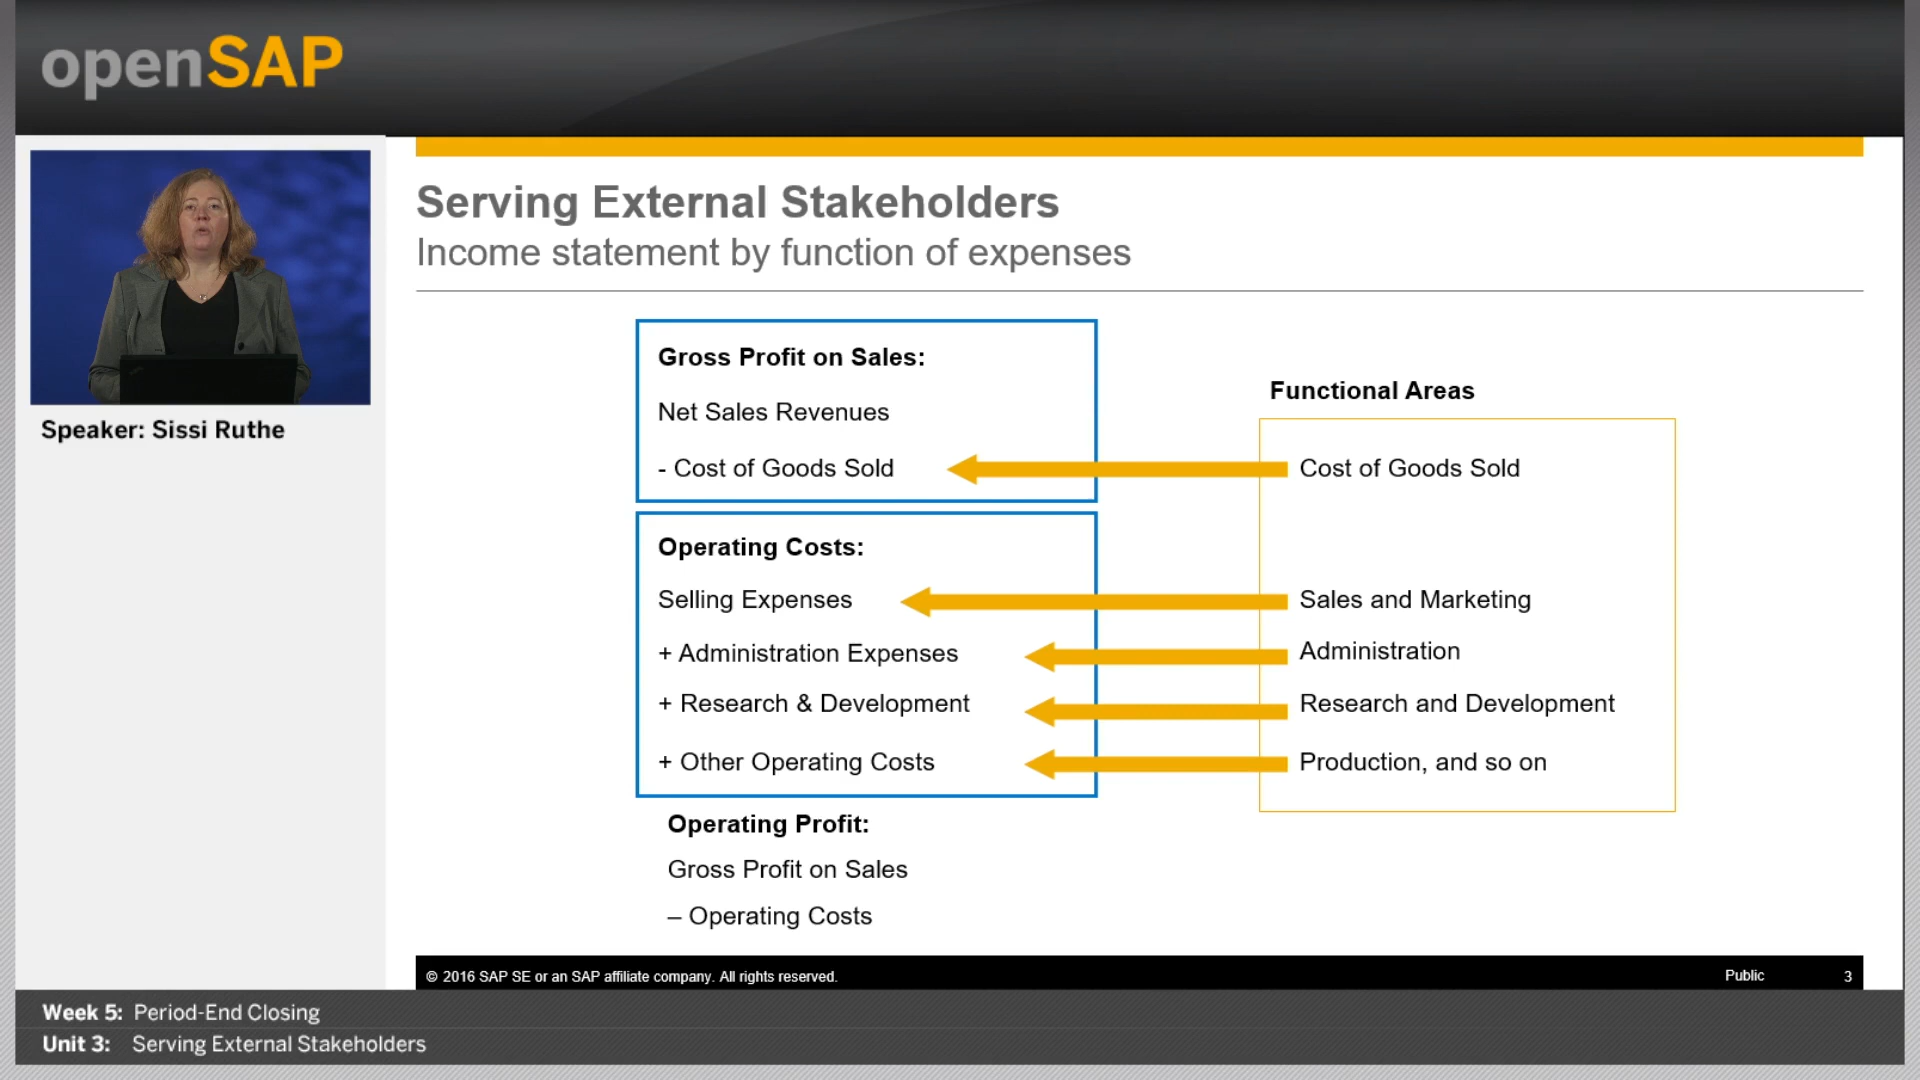 openSAP
Speaker: Sissi Ruthe
Serving External Stakeholders
Income statement by function of expenses
Gross Profit on Sales:
Net Sales Revenues
- Cost of Goods Sold
Operating Costs:
Selling Expenses
+ Administration Expenses
+ Research & Development
+ Other Operating Costs
Operating Profit:
Gross Profit on Sales
– Operating Costs
Functional Areas
Cost of Goods Sold
Sales and Marketing
Administration
Research and Development
Production, and so on
© 2016 SAP SE or an SAP affiliate company. All rights reserved.
Public
3
Week 5: Period-End Closing
Unit 3: Serving External Stakeholders